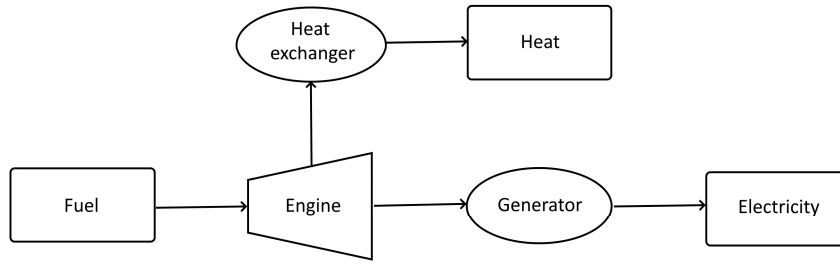 Heat
exchanger
Heat
Fuel
Engine
Generator
Electricity